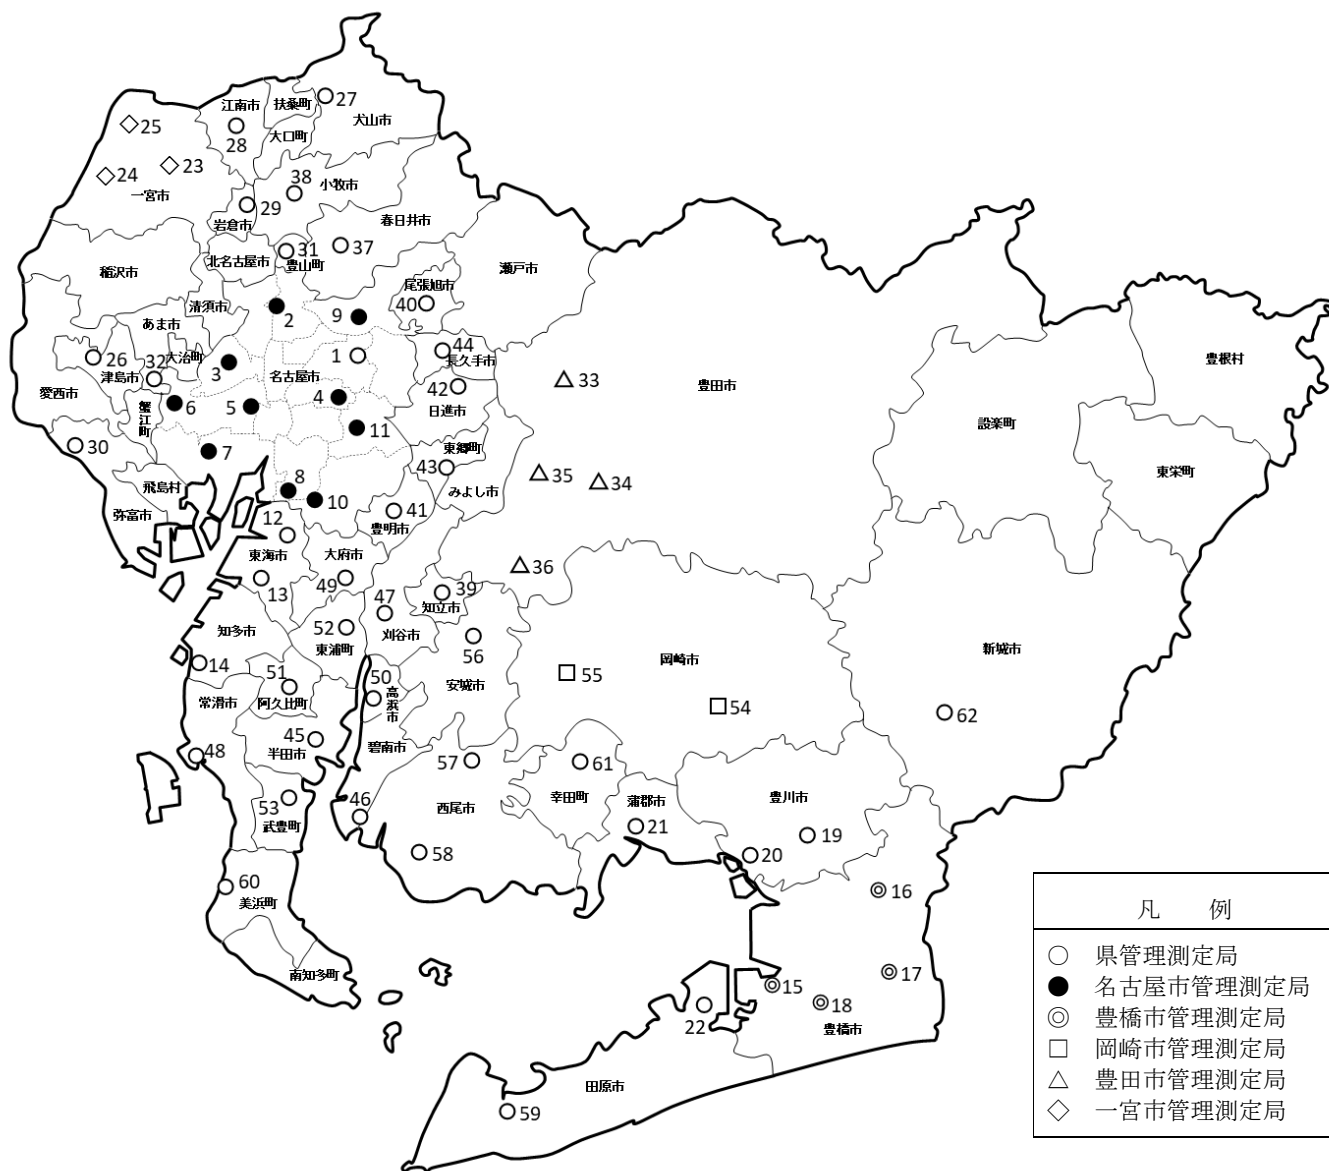 27
扶桑町
江南市
犬山市
25
28
大口町
23
24
38
小牧市
一宮市
29
春日井市
岩倉市
31
37
北名古屋市
豊山町
瀬戸市
稲沢市
尾張旭市
清須市
40
2
9
あま市
44
大治町
1
長久手市
26
32
3
名古屋市
33
豊田市
豊根村
津島市
42
愛西市
6
5
4
日進市
蟹江町
11
設楽町
30
7
東郷町
43
東栄町
35
34
飛島村
8
みよし市
10
41
弥富市
12
豊明市
東海市
大府市
36
13
49
39
47
知立市
知多市
52
刈谷市
東浦町
56
新城市
14
岡崎市
51
50
55
安城市
常滑市
阿久比町
高浜市
54
62
45
半田市
碧南市
48
57
61
53
46
西尾市
幸田町
蒲郡市
豊川市
武豊町
21
19
58
20
60
16
美浜町
17
南知多町
15
18
22
豊橋市
田原市
59
凡 例
○ 県管理測定局
● 名古屋市管理測定局
◎ 豊橋市管理測定局
□ 岡崎市管理測定局
△ 豊田市管理測定局
◇ 一宮市管理測定局